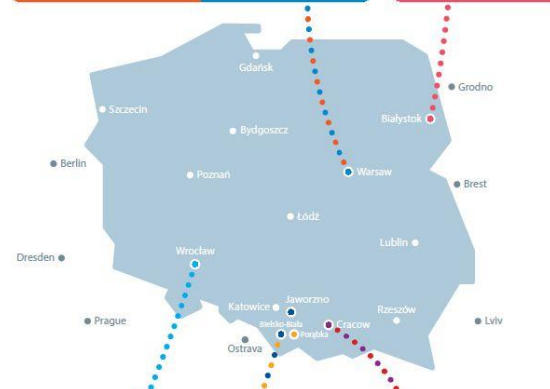 Gdańsk
Grodno
Szczecin
Białystok
Bydgoszcz
Berlin
Poznań
Warsaw
Brest
Łódź
Wrocław
Lublin
Dresden
Katowice
Jaworzno
Rzeszów
Prague
Bielsko-Biała
Porąbka
Cracow
Lviv
Ostrava